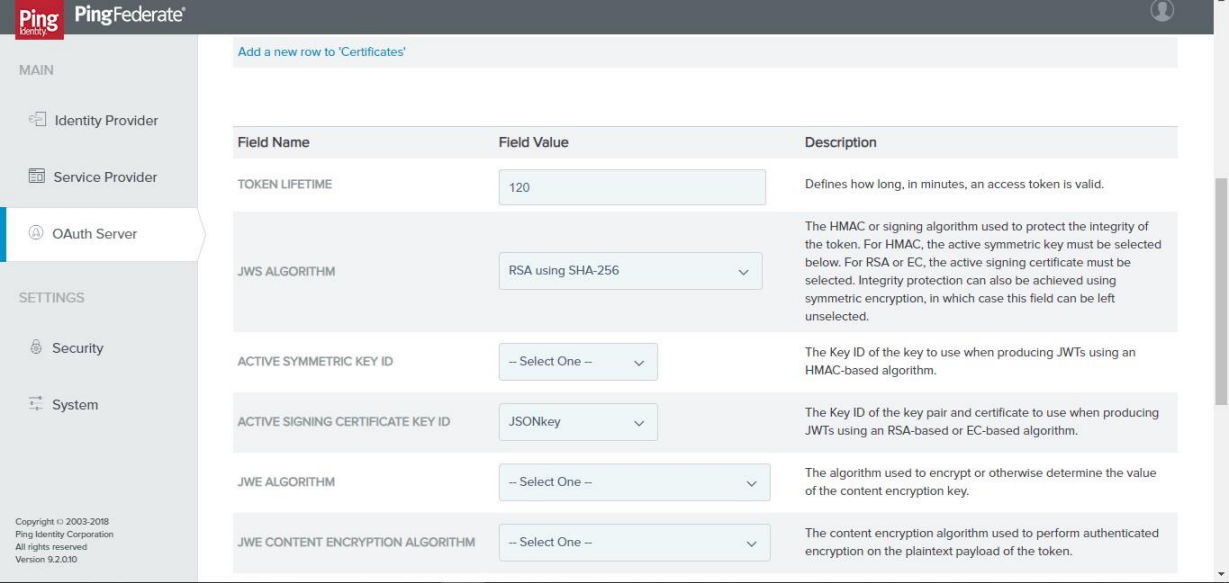 Ping
Identity.
PingFederate®
MAIN
Identity Provider
Service Provider
OAuth Server
SETTINGS
Security
System
Copyright © 2003-2018
Ping Identity Corporation
All rights reserved
Version 9.2.0.10
Add a new row to 'Certificates'
Field Name Field Value Description
TOKEN LIFETIME 120 Defines how long, in minutes, an access token is valid.
JWS ALGORITHM RSA using SHA-256
The HMAC or signing algorithm used to protect the integrity of
the token. For HMAC, the active symmetric key must be selected
below. For RSA or EC, the active signing certificate must be
selected. Integrity protection can also be achieved using
symmetric encryption, in which case this field can be left
unselected.
ACTIVE SYMMETRIC KEY ID -- Select One --
The Key ID of the key to use when producing JWTs using an
HMAC-based algorithm.
ACTIVE SIGNING CERTIFICATE KEY ID JSONkey
The Key ID of the key pair and certificate to use when producing
JWTs using an RSA-based or EC-based algorithm.
JWE ALGORITHM -- Select One --
The algorithm used to encrypt or otherwise determine the value
of the content encryption key.
JWE CONTENT ENCRYPTION ALGORITHM -- Select One --
The content encryption algorithm used to perform authenticated
encryption on the plaintext payload of the token.